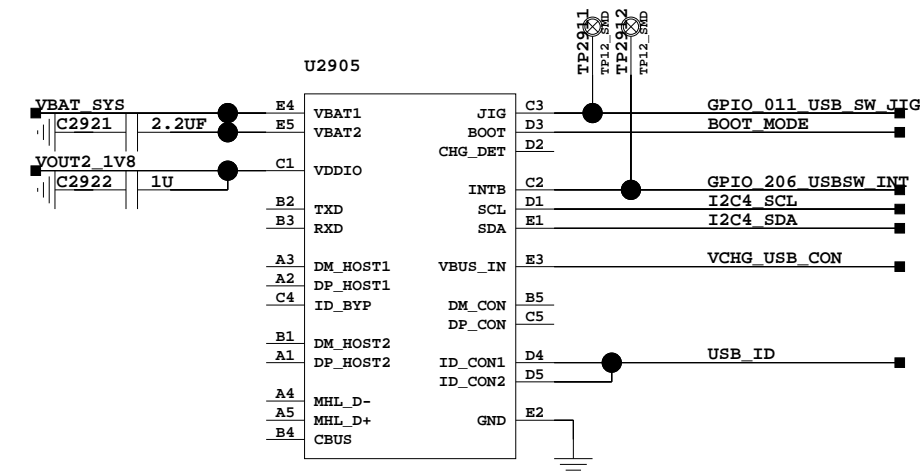 TP2911
TP12_SMD
TP2912
TP12_SMD
U2905
VBAT_SYS
C2921 2.2UF
VOUT2_1V8
C2922 1U
E4 VBAT1
E5 VBAT2
C1 VDDIO
B2 TXD
B3 RXD
A3 DM_HOST1
A2 DP_HOST1
C4 ID_BYP
B1 DM_HOST2
A1 DP_HOST2
A4 MHL_D-
A5 MHL_D+
B4 CBUS
JIG C3 GPIO_011_USB_SW_JIG
BOOT D3 BOOT_MODE
CHG_DET D2
INTB C2 GPIO_206_USBSW_INT
SCL D1 I2C4_SCL
SDA E1 I2C4_SDA
VBUS_IN E3 VCHG_USB_CON
DM_CON B5
DP_CON C5
ID_CON1 D4 USB_ID
ID_CON2 D5
GND E2